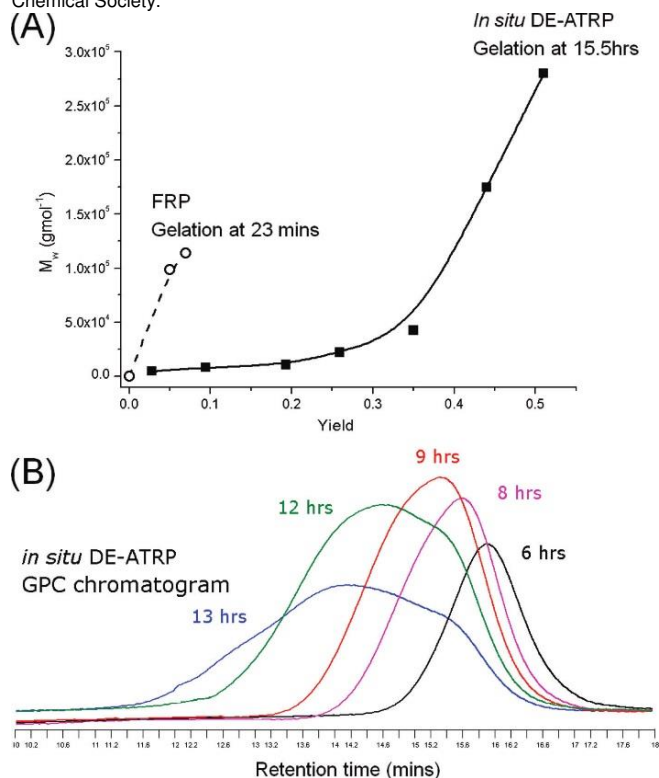 Chemical Society.
(A)
In situ DE-ATRP
Gelation at 15.5hrs
3.0x10⁵
2.5x10⁵
2.0x10⁵
1.5x10⁵
1.0x10⁵
5.0x10⁴
0.0
Mw (gmol⁻¹)
FRP
Gelation at 23 mins
0.0 0.1 0.2 0.3 0.4 0.5
Yield
(B)
9 hrs
12 hrs
8 hrs
6 hrs
in situ DE-ATRP
GPC chromatogram
13 hrs
10.2 10.6 11 11.6 12.2 12.8 13 13.2 13.6 14 14.2 14.6 15 15.2 15.6 16 16.2 16.6 17 17.2 17.6 18
Retention time (mins)